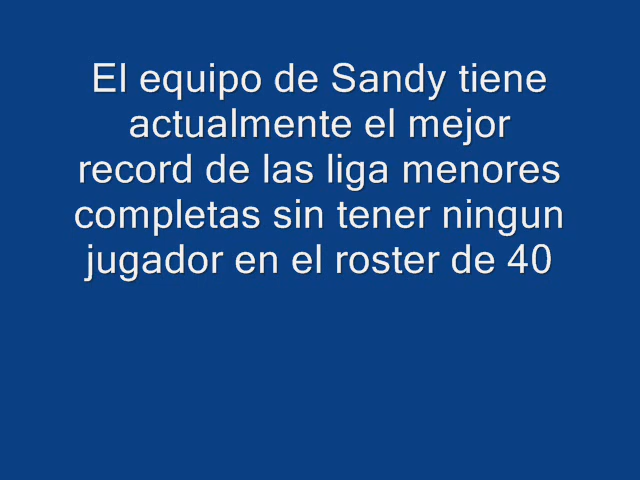 El equipo de Sandy tiene
actualmente el mejor
record de las liga menores
completas sin tener ningun
jugador en el roster de 40